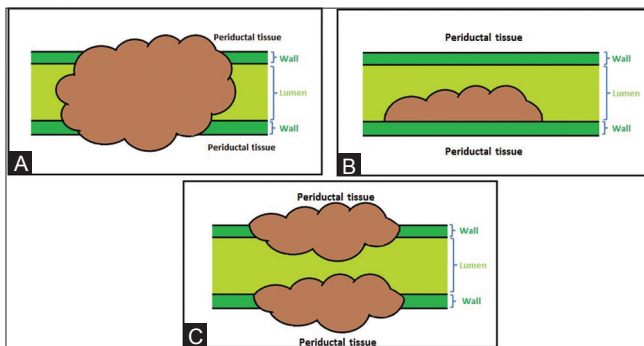 Periductal tissue
Wall
Lumen
Wall
Periductal tissue
A
Periductal tissue
Wall
Lumen
Wall
Periductal tissue
B
Periductal tissue
Wall
Lumen
Wall
Periductal tissue
C